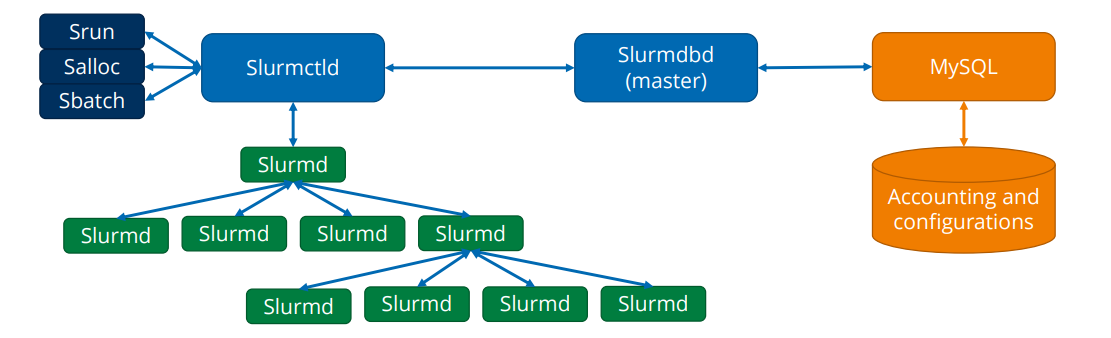 Srun
Salloc
Sbatch
Slurmctld
Slurmdbd
(master)
MySQL
Slurmd
Slurmd
Slurmd
Slurmd
Slurmd
Accounting and
configurations
Slurmd
Slurmd
Slurmd
Slurmd